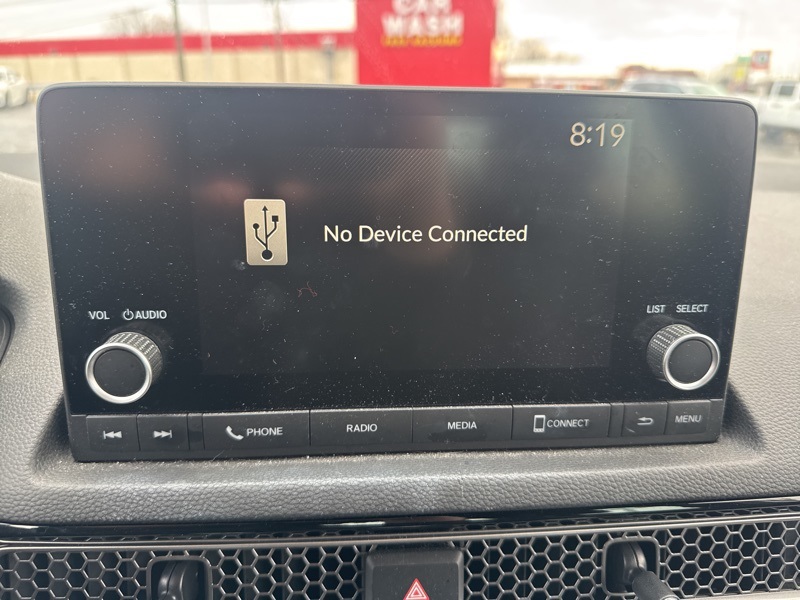 CAR
WASH
8:19
No Device Connected
VOL AUDIO
LIST SELECT
PHONE
RADIO
MEDIA
CONNECT
MENU